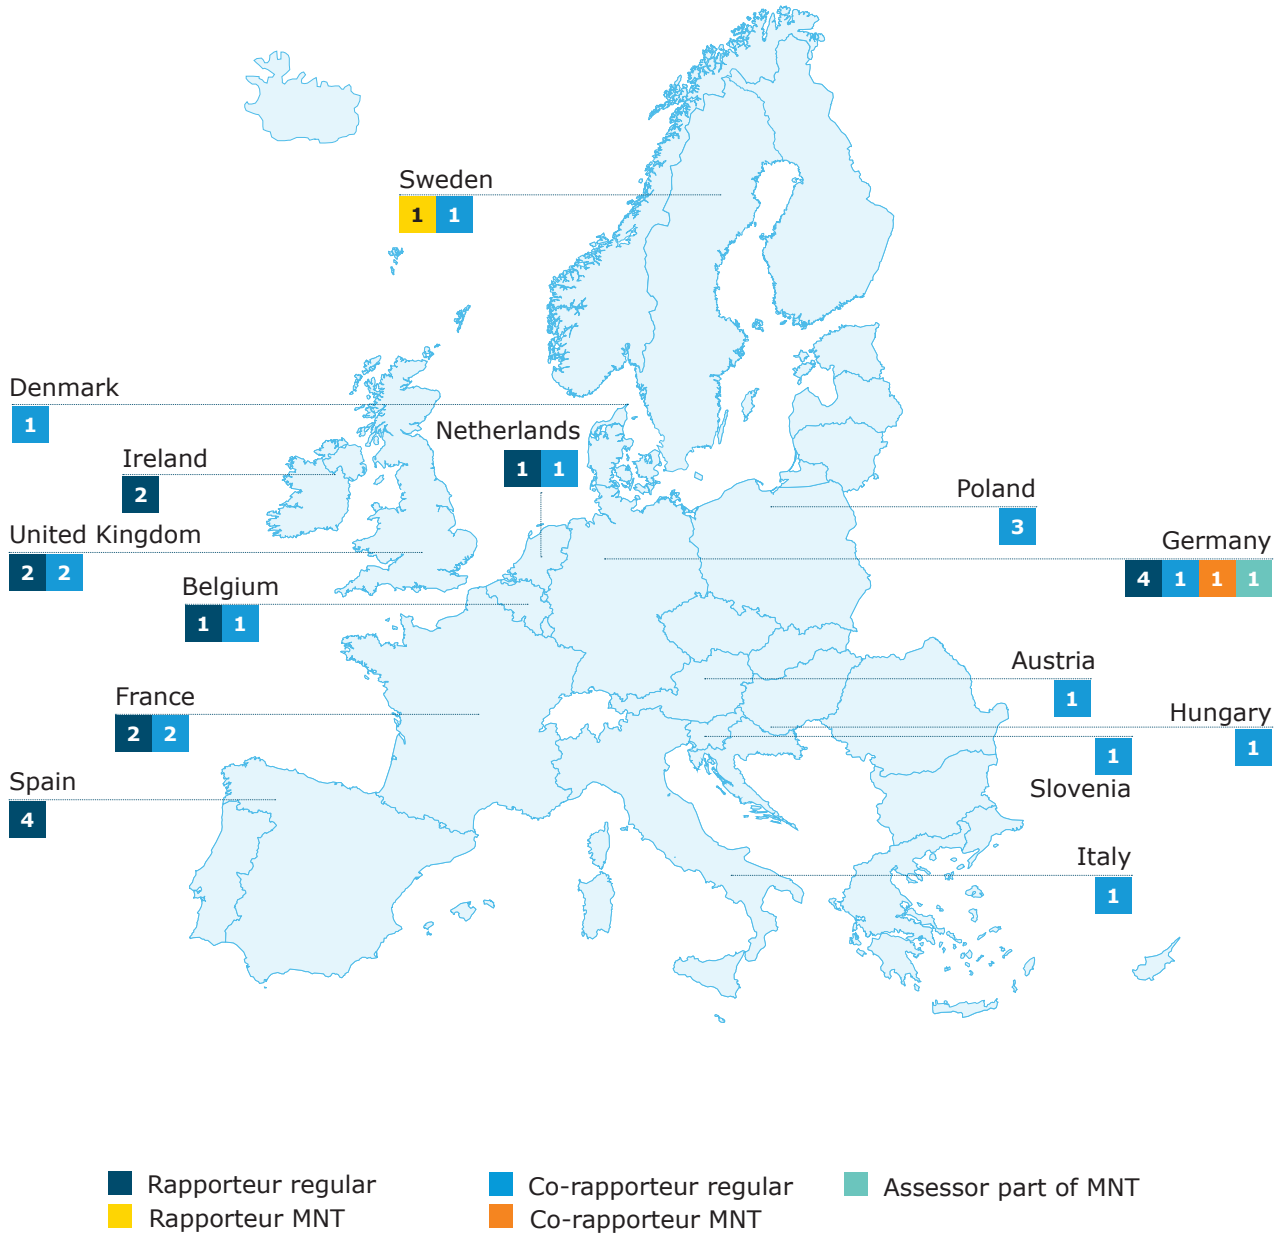 Sweden
1 1
Denmark
1
Netherlands
1 1
Ireland
2
Poland
3
United Kingdom
2 2
Germany
4 1 1 1
Belgium
1 1
Austria
1
France
2 2
Hungary
1
1
Slovenia
Spain
4
Italy
1
Rapporteur regular
Co-rapporteur regular
Assessor part of MNT
Rapporteur MNT
Co-rapporteur MNT